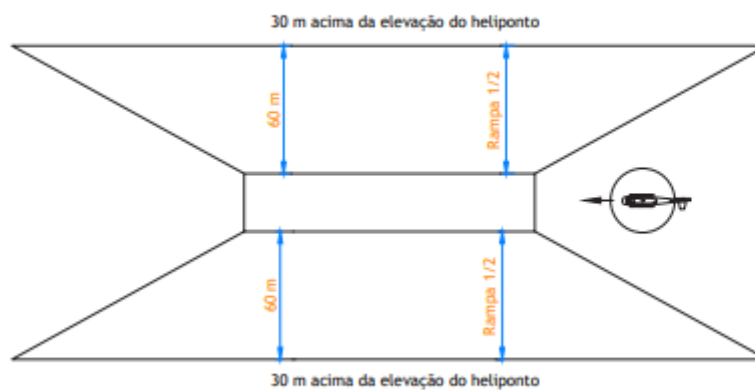 30 m acima da elevação do heliponto
60 m
Rampa 1/2
60 m
Rampa 1/2
30 m acima da elevação do heliponto